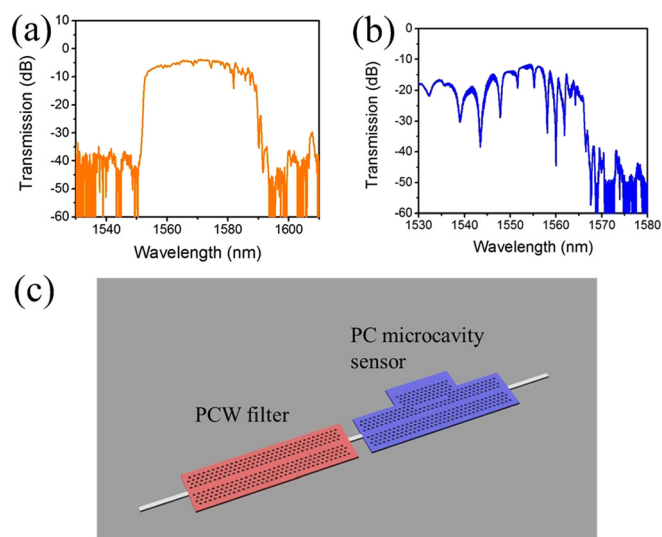 (a)
10
0
-10
-20
-30
-40
-50
-60
Transmission (dB)
1540 1560 1580 1600
Wavelength (nm)
(b)
0
-10
-20
-30
-40
-50
-60
Transmission (dB)
1530 1540 1550 1560 1570 1580
Wavelength (nm)
(c)
PC microcavity
sensor
PCW filter